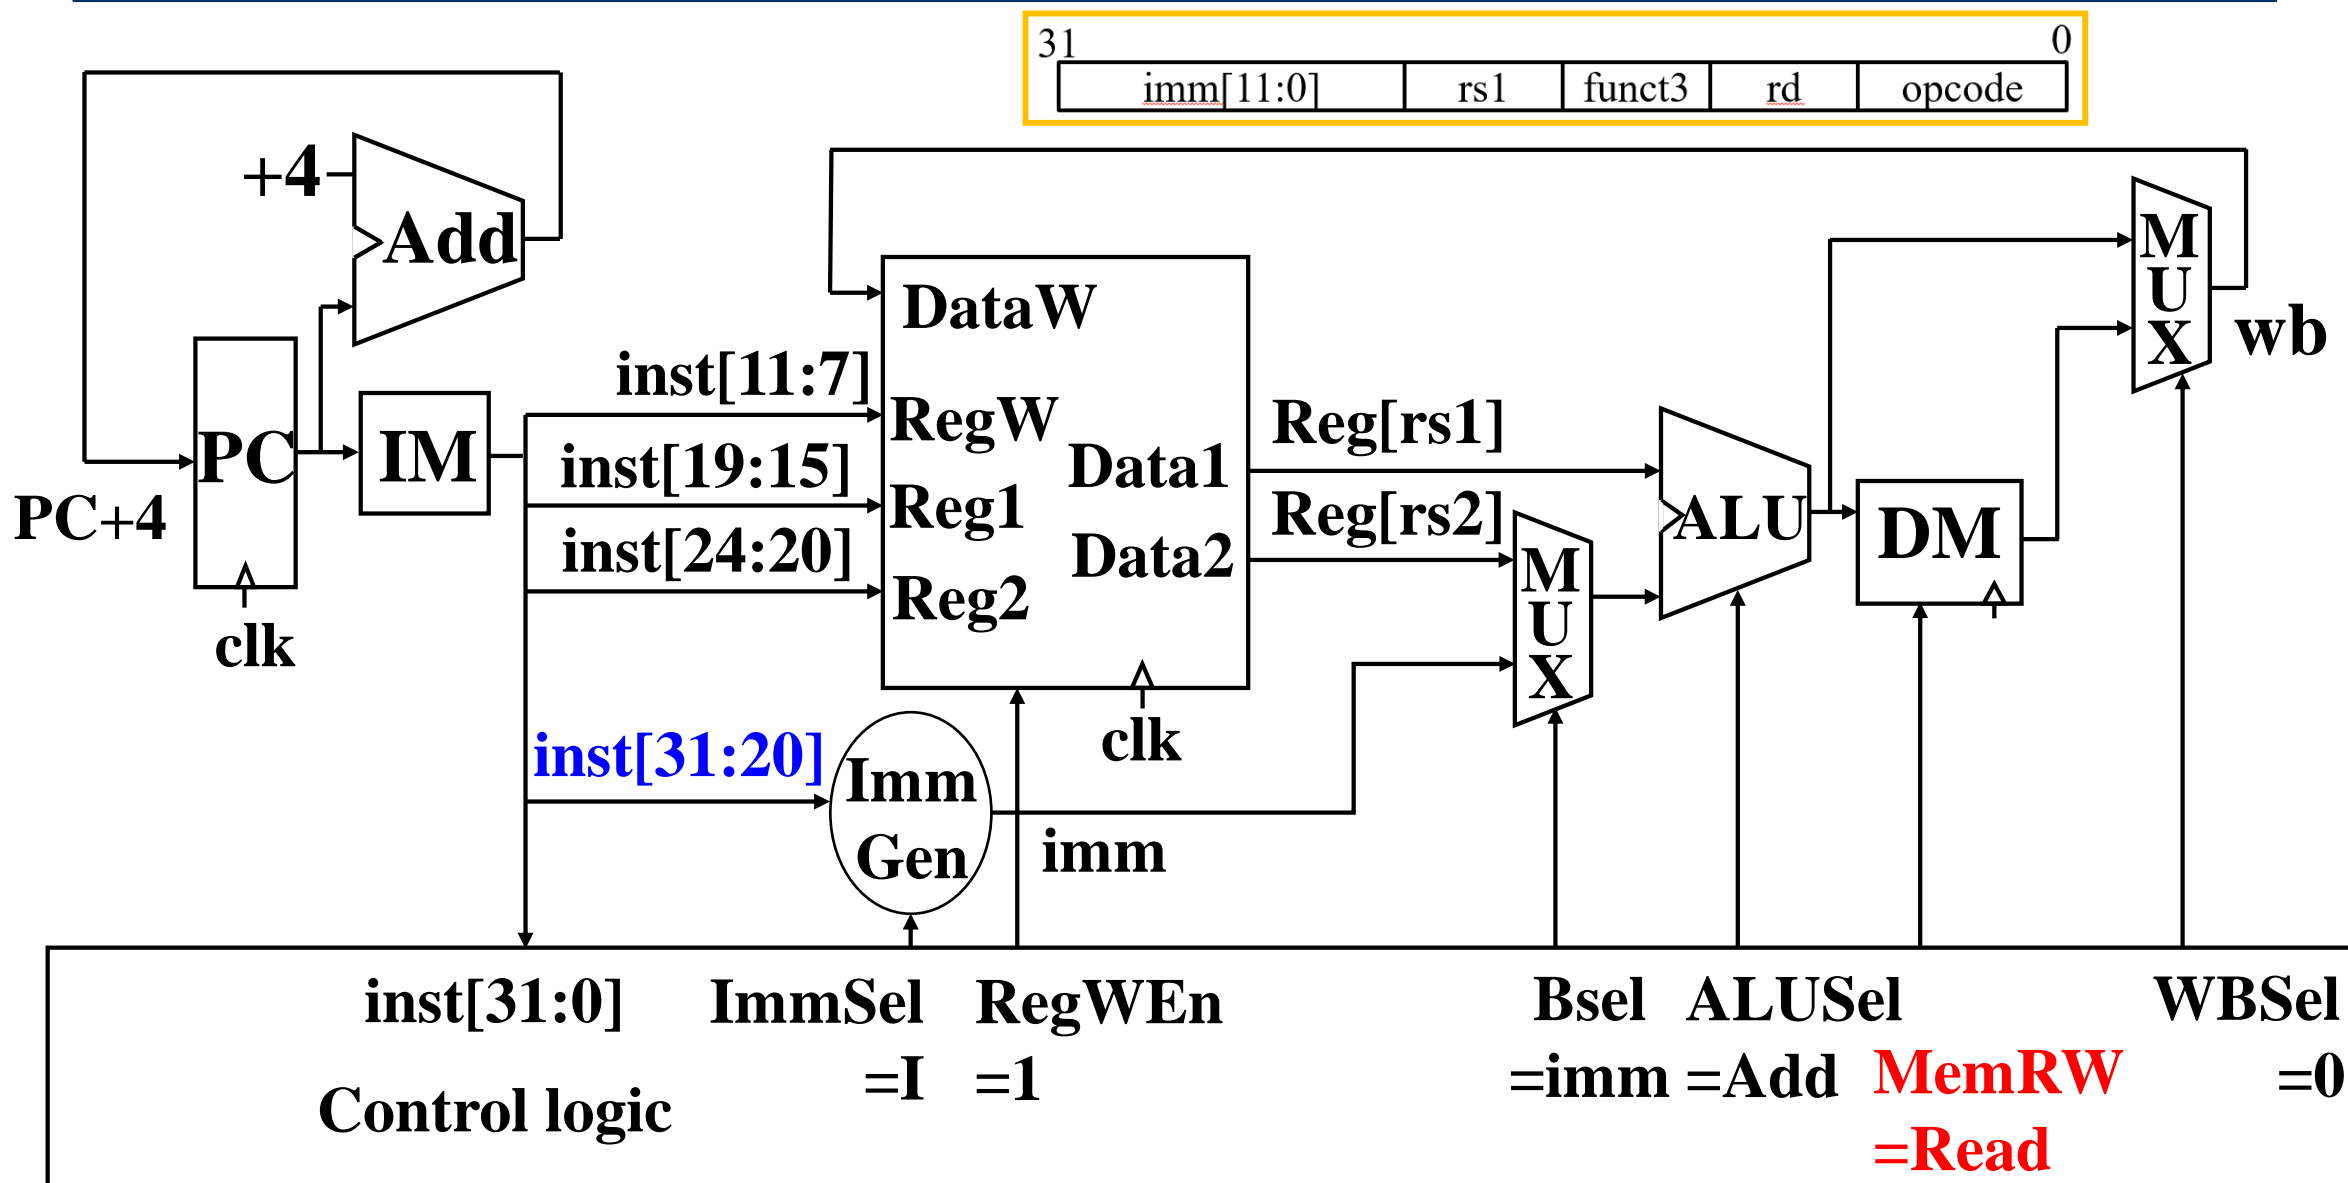 31 0
imm[11:0] rs1 funct3 rd opcode
+4
Add
PC+4
PC
clk
IM
inst[11:7]
inst[19:15]
inst[24:20]
inst[31:20]
DataW
RegW
Reg1
Reg2
Data1
Data2
clk
Imm
Gen
imm
Reg[rs1]
Reg[rs2]
M
U
X
ALU
DM
M
U
X
wb
inst[31:0] ImmSel RegWEn Bsel ALUSel WBSel
=I =1 =imm =Add MemRW =0
Control logic
=Read